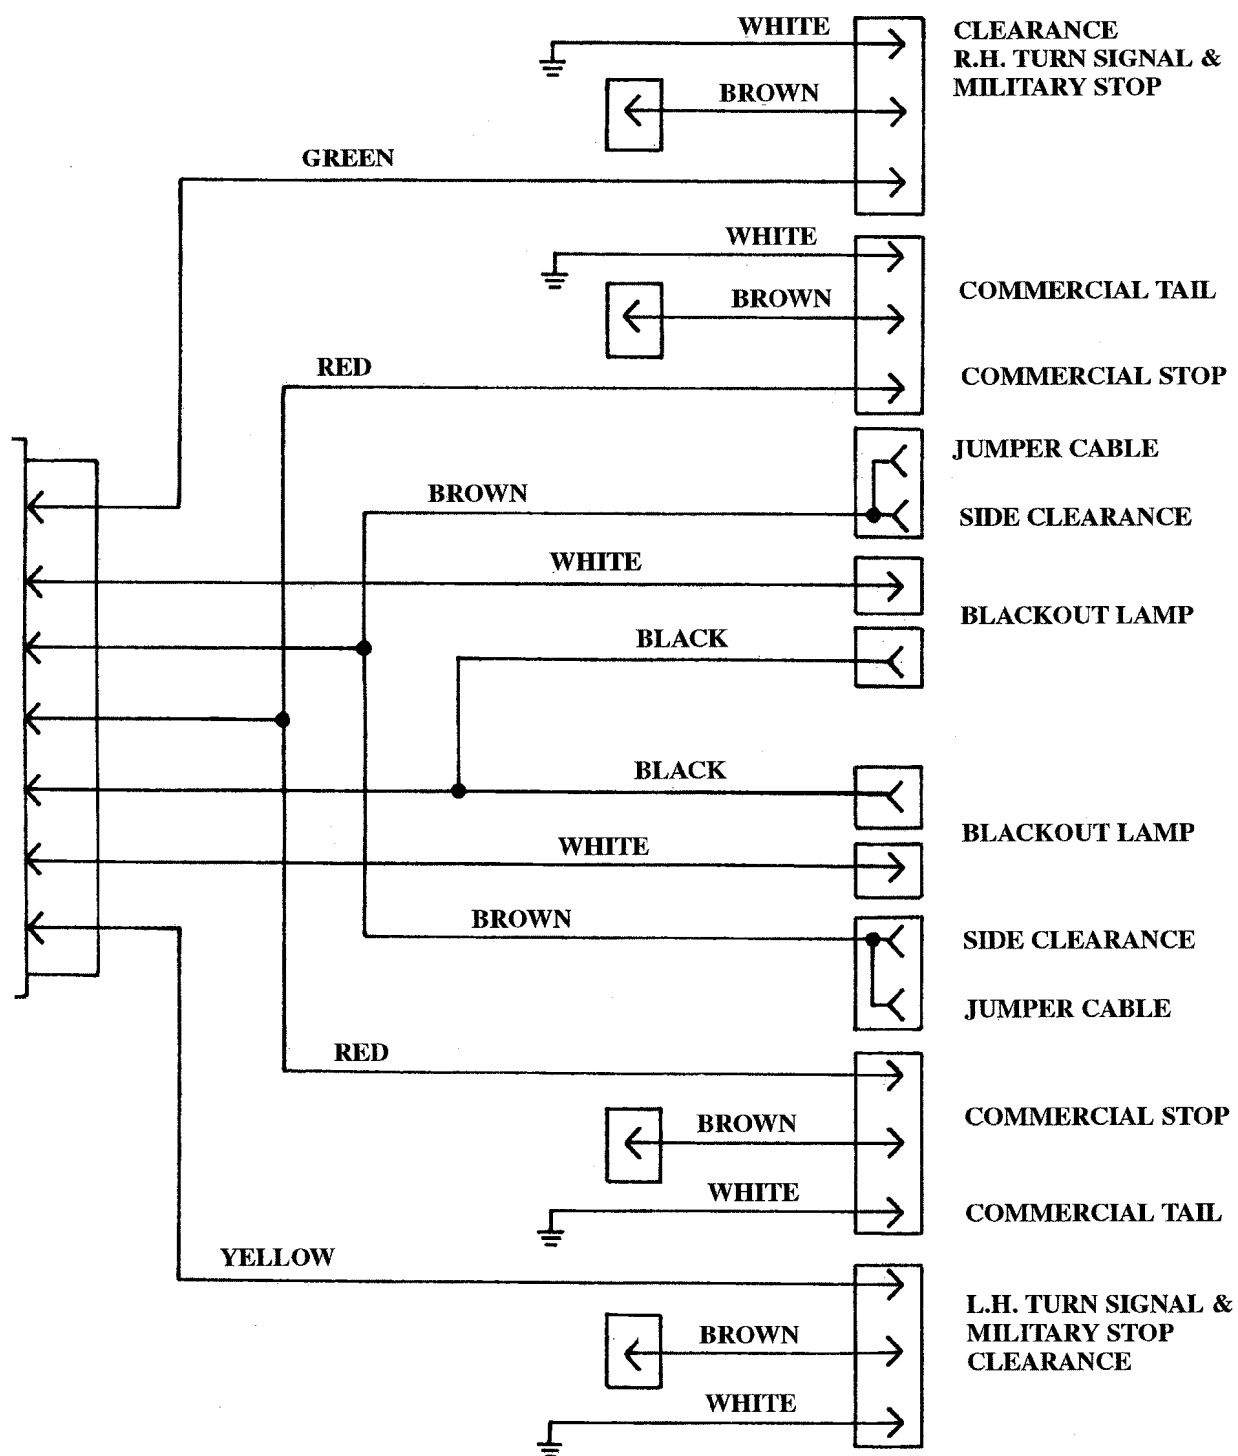 WHITE
CLEARANCE
R.H. TURN SIGNAL &
MILITARY STOP
BROWN
GREEN
WHITE
COMMERCIAL TAIL
BROWN
RED
COMMERCIAL STOP
JUMPER CABLE
BROWN
SIDE CLEARANCE
WHITE
BLACKOUT LAMP
BLACK
BLACK
BLACKOUT LAMP
WHITE
BROWN
SIDE CLEARANCE
JUMPER CABLE
RED
COMMERCIAL STOP
BROWN
WHITE
COMMERCIAL TAIL
YELLOW
L.H. TURN SIGNAL &
MILITARY STOP
CLEARANCE
BROWN
WHITE